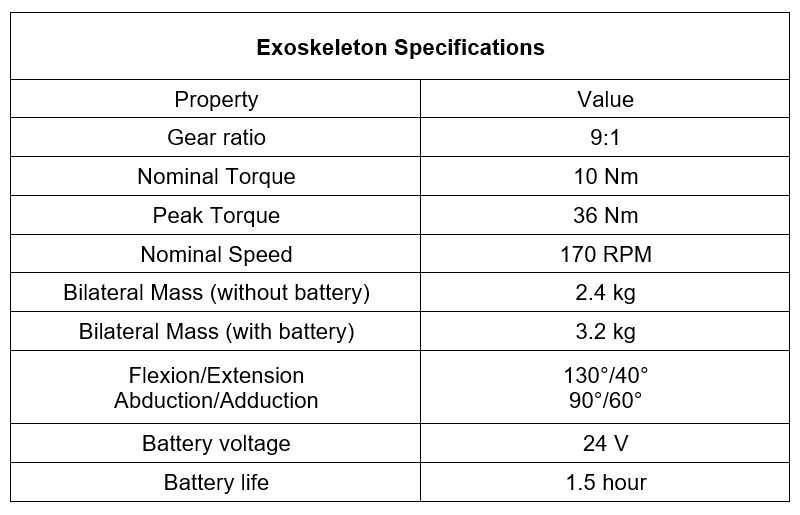 Exoskeleton Specifications
Property Value
Gear ratio 9:1
Nominal Torque 10 Nm
Peak Torque 36 Nm
Nominal Speed 170 RPM
Bilateral Mass (without battery) 2.4 kg
Bilateral Mass (with battery) 3.2 kg
Flexion/Extension 130°/40°
Abduction/Adduction 90°/60°
Battery voltage 24 V
Battery life 1.5 hour